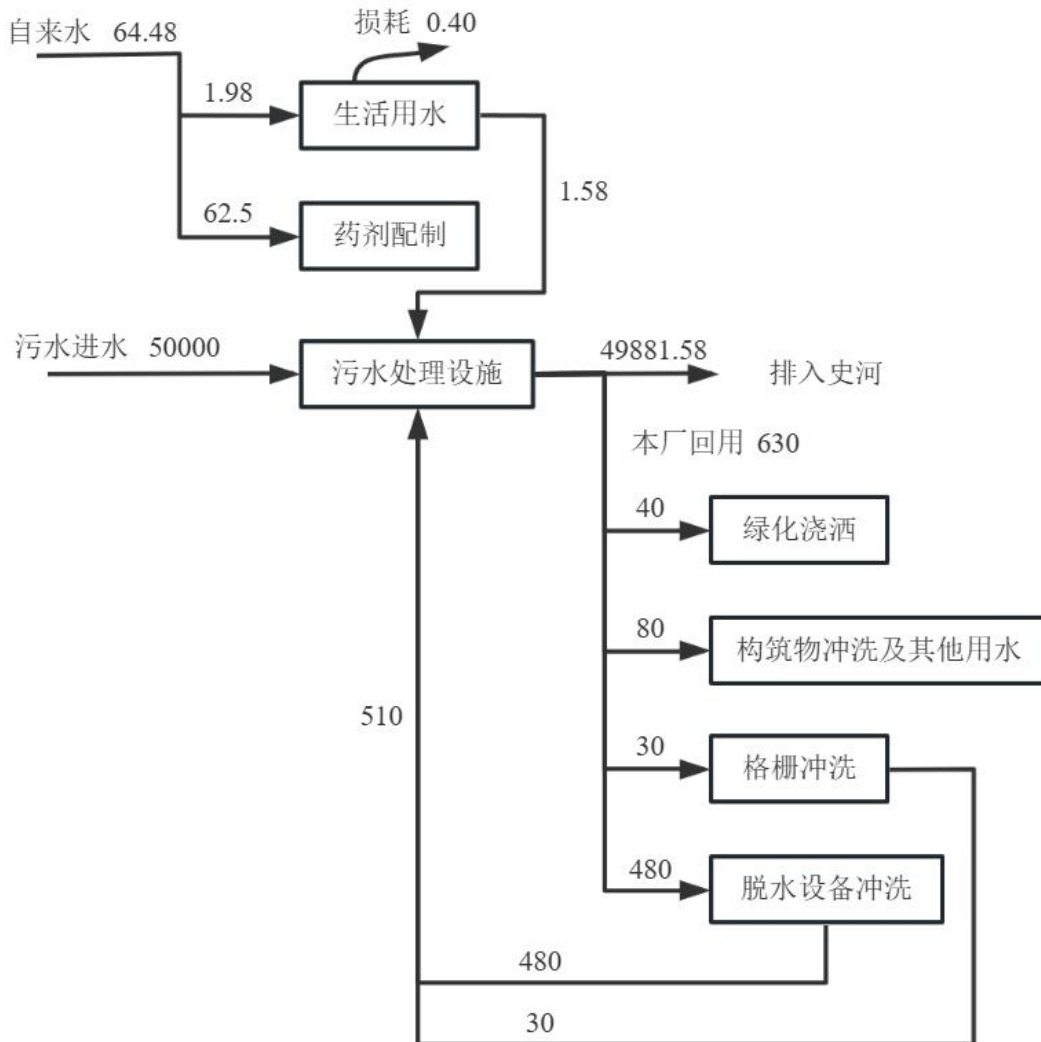 自来水 64.48
损耗 0.40
1.98
生活用水
1.58
62.5
药剂配制
污水进水 50000
污水处理设施
49881.58
排入史河
本厂回用 630
40
绿化浇洒
80
构筑物冲洗及其他用水
510
30
格栅冲洗
480
脱水设备冲洗
480
30